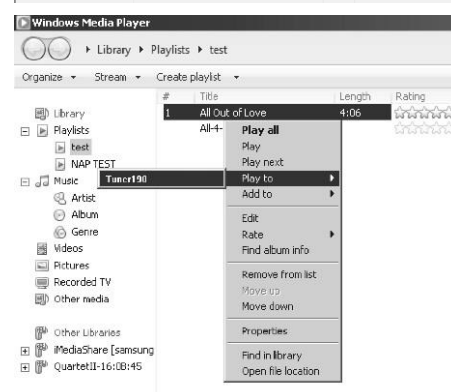 Windows Media Player
Library Playlists test
Organize Stream Create playlist
# Title Length Rating
1 All Out of Love 4:06
All-4-
Library
Playlists
test
NAP TEST
Music
Artist
Album
Genre
Videos
Pictures
Recorded TV
Other media
Other Libraries
iMediaShare [samsung
QuartetII-16:0B:45
Tuner190
Play all
Play
Play next
Play to
Add to
Edit
Rate
Find album info
Remove from list
Move up
Move down
Properties
Find in library
Open file location